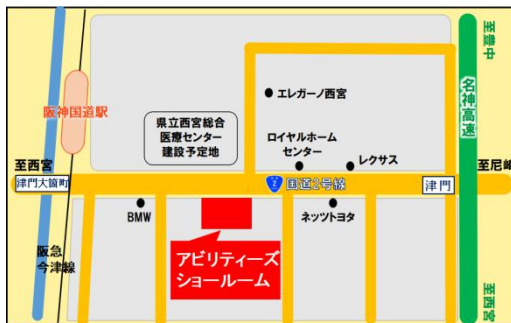 至豊中
名神高速
エレガーノ西宮
阪神国道駅
県立西宮総合
医療センター
建設予定地
ロイヤルホーム
センター
レクサス
至西宮
至尼崎
津門大箇町
2
国道2号線
津門
BMW
ネッツトヨタ
アビリティーズ
ショールーム
阪急
今津線
至西宮